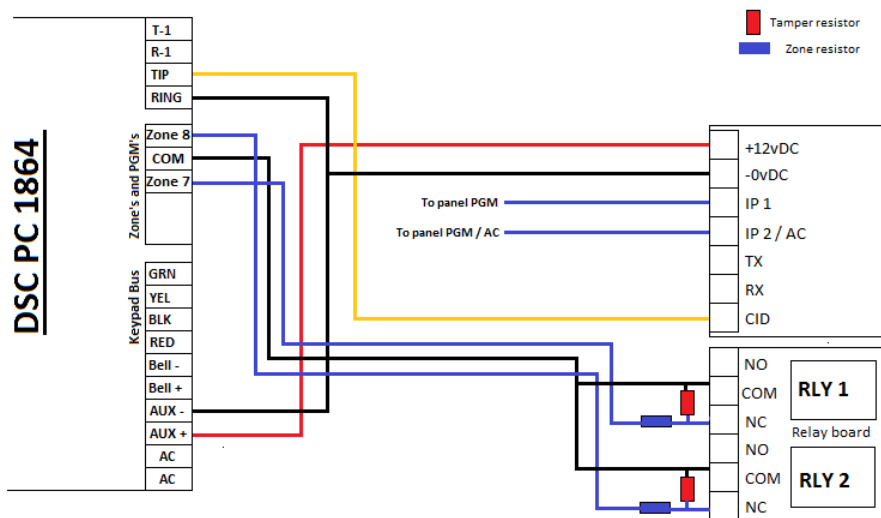 DSC PC 1864
T-1
R-1
TIP
RING
Zone's and PGM's
Zone 8
COM
Zone 7
Keypad Bus
GRN
YEL
BLK
RED
Bell -
Bell +
AUX -
AUX +
AC
AC
Tamper resistor
Zone resistor
To panel PGM
To panel PGM / AC
+12vDC
-0vDC
IP 1
IP 2 / AC
TX
RX
CID
NO
COM
NC
NO
COM
NC
RLY 1
Relay board
RLY 2